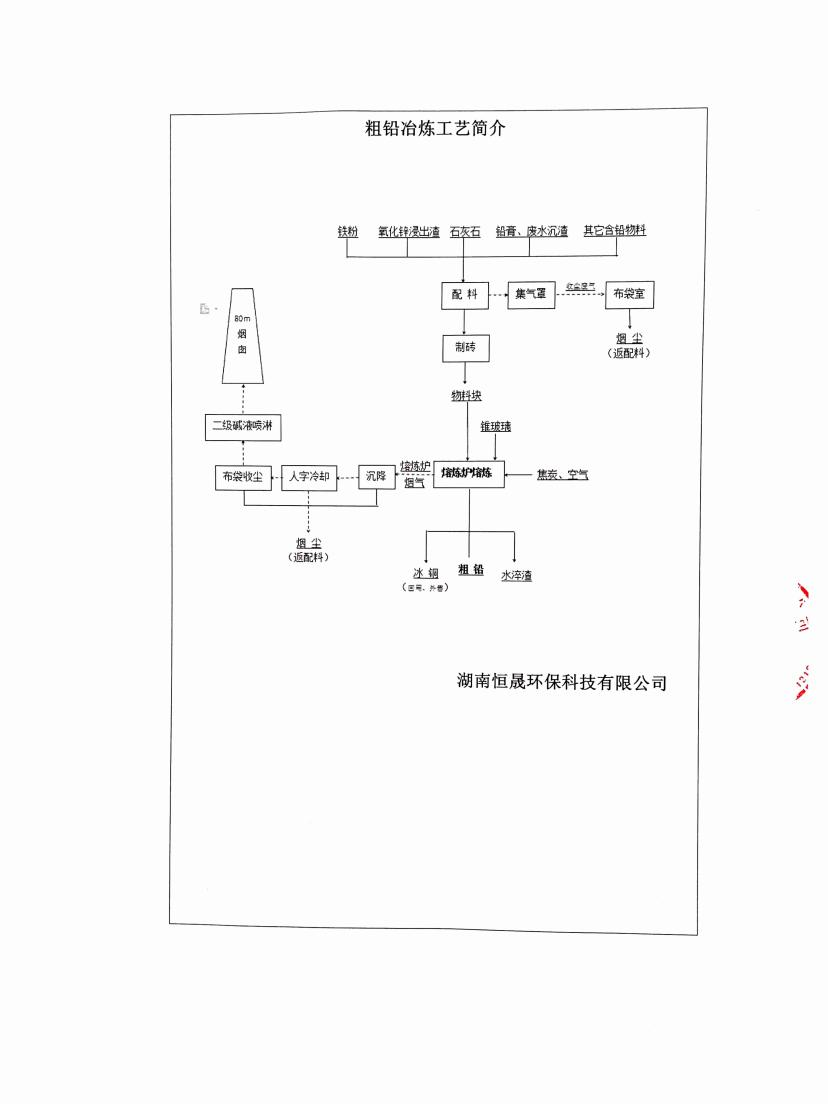 粗铅冶炼工艺简介
铁粉 氧化锌浸出渣 石灰石 铅膏、废水沉渣 其它含铅物料
配 料 集气罩 收尘废气 布袋室
烟 尘
（返配料）
80m
烟
囱
制砖
物料块
二级碱液喷淋
锥玻璃
布袋收尘 人字冷却 沉降 熔炼炉
烟气 熔炼炉熔炼 焦炭、空气
烟 尘
（返配料）
冰 铜 粗 铅 水淬渣
湖南恒晟环保科技有限公司